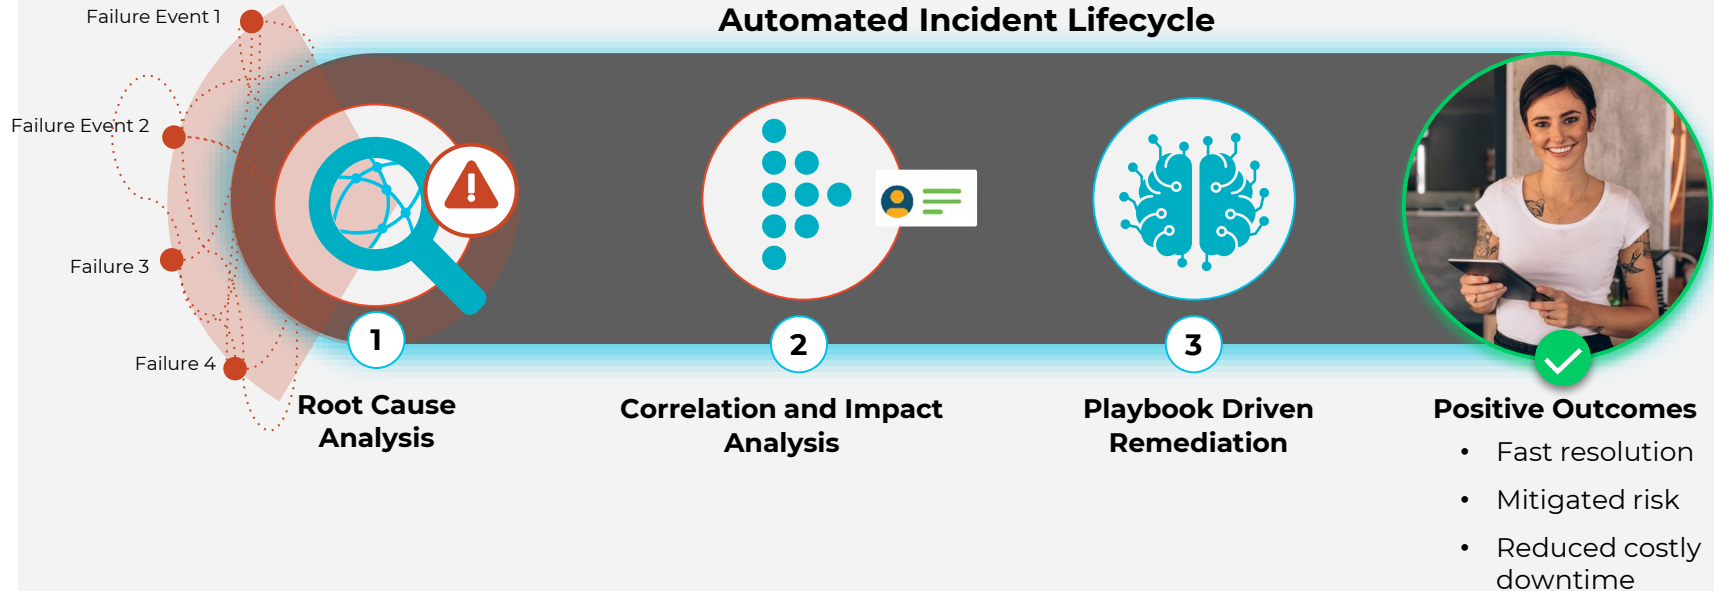 Automated Incident Lifecycle
Failure Event 1
Failure Event 2
Failure 3
Failure 4
1
Root Cause
Analysis
2
Correlation and Impact
Analysis
3
Playbook Driven
Remediation
Positive Outcomes
• Fast resolution
• Mitigated risk
• Reduced costly
downtime